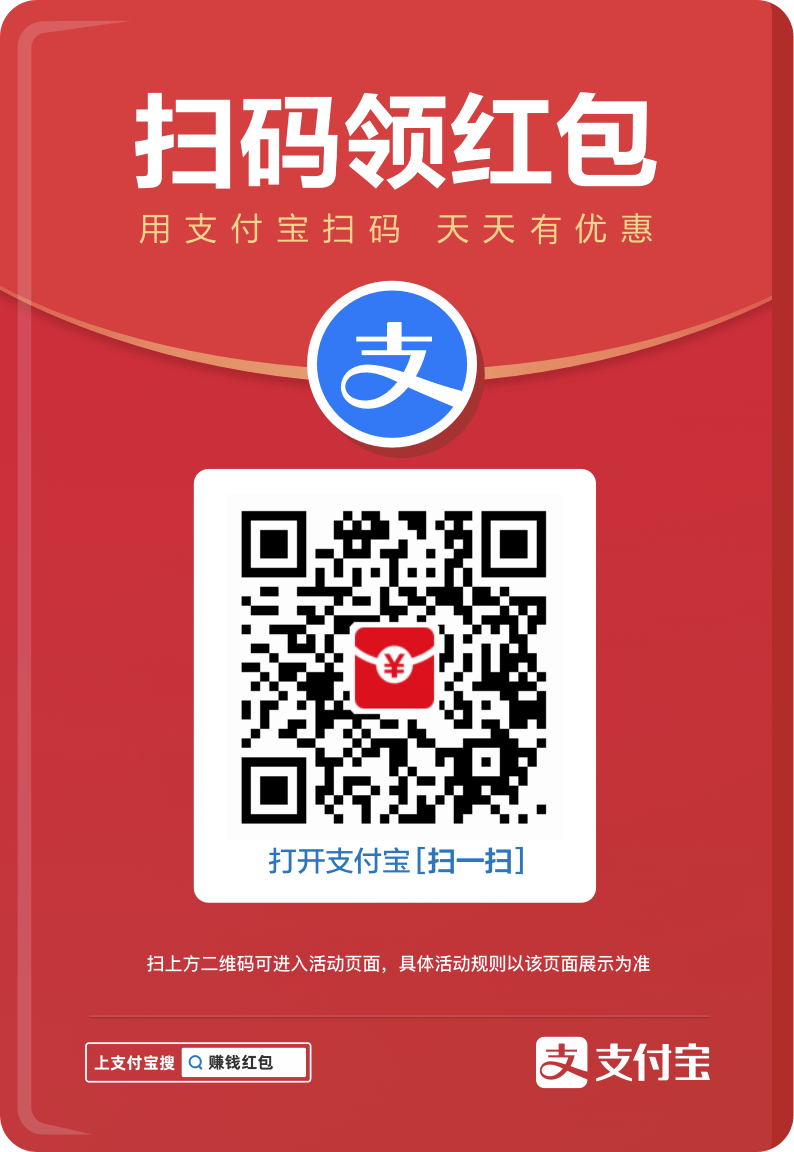 扫码领红包
用支付宝扫码 天天有优惠
支
¥
打开支付宝[扫一扫]
扫上方二维码可进入活动页面，具体活动规则以该页面展示为准
上支付宝搜 赚钱红包
支 支付宝